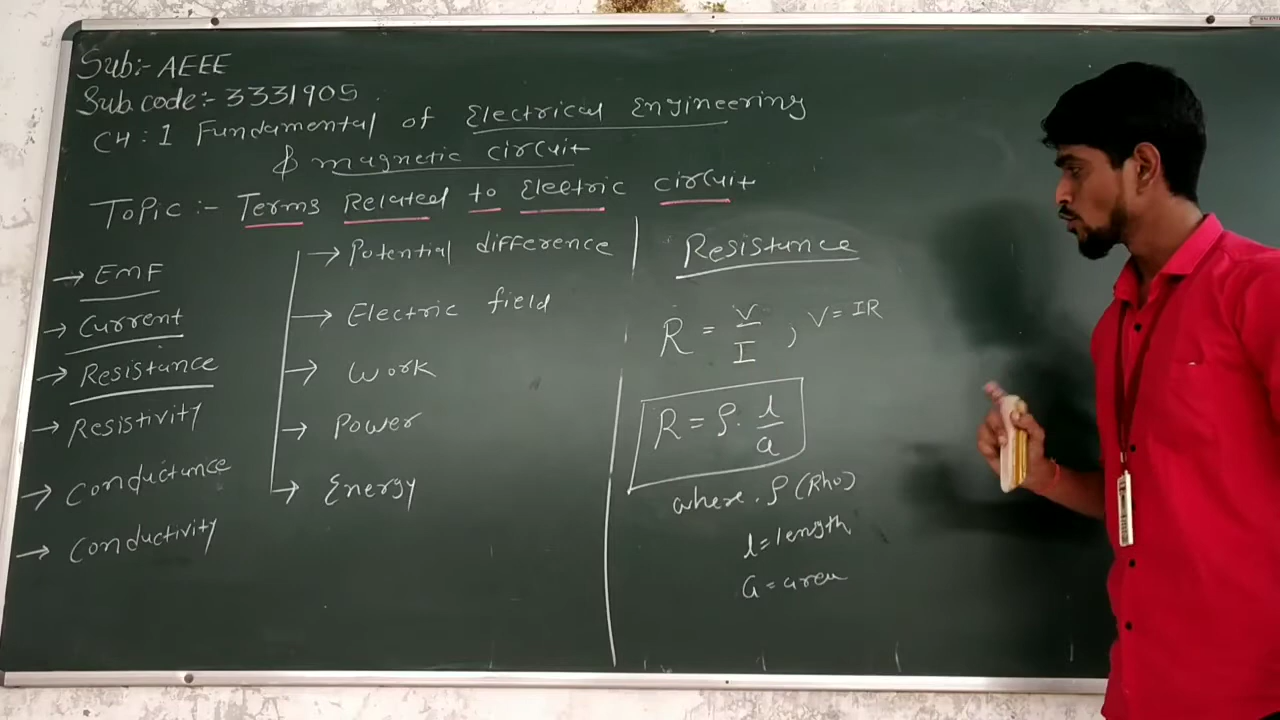 Sub:- AEEE
Sub code:- 3331905
CH : 1 Fundamental of Electrical Engineering
& magnetic circuit
Topic :- Terms Related to Electric circuit
→ EMF
→ Current
→ Resistance
→ Resistivity
→ Conductance
→ Conductivity
→ Potential difference
→ Electric field
→ Work
→ Power
→ Energy
Resistance
R = V/I , V = IR
R = ρ. l/a
where. ρ (Rho)
l = length
a = area